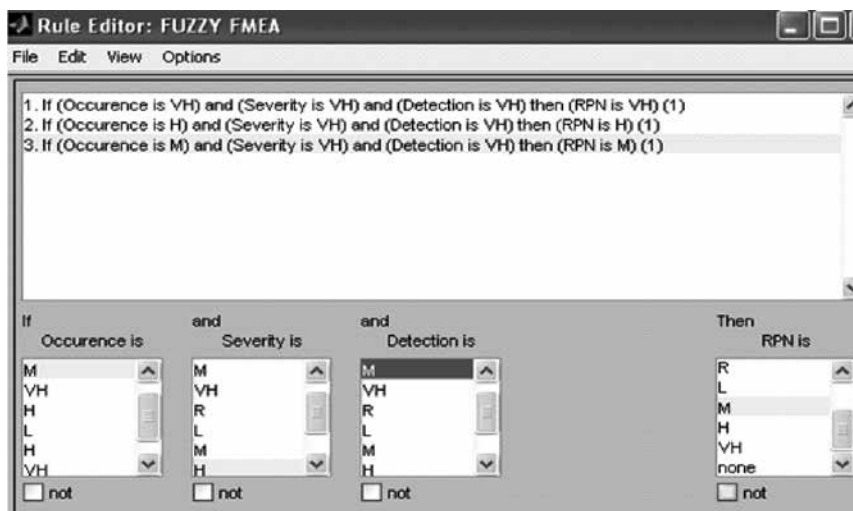 Rule Editor: FUZZY FMEA
File Edit View Options
1. If (Occurence is VH) and (Severity is VH) and (Detection is VH) then (RPN is VH) (1)
2. If (Occurence is H) and (Severity is VH) and (Detection is VH) then (RPN is H) (1)
3. If (Occurence is M) and (Severity is VH) and (Detection is VH) then (RPN is M) (1)
If and and Then
Occurence is Severity is Detection is RPN is
M M M R
VH VH VH L
H R R M
L L L H
H M M VH
VH H H none
not not not not